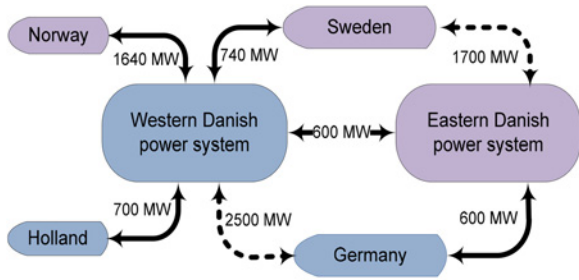 Norway
Sweden
1640 MW
740 MW
1700 MW
Western Danish
power system
600 MW
Eastern Danish
power system
700 MW
2500 MW
600 MW
Holland
Germany